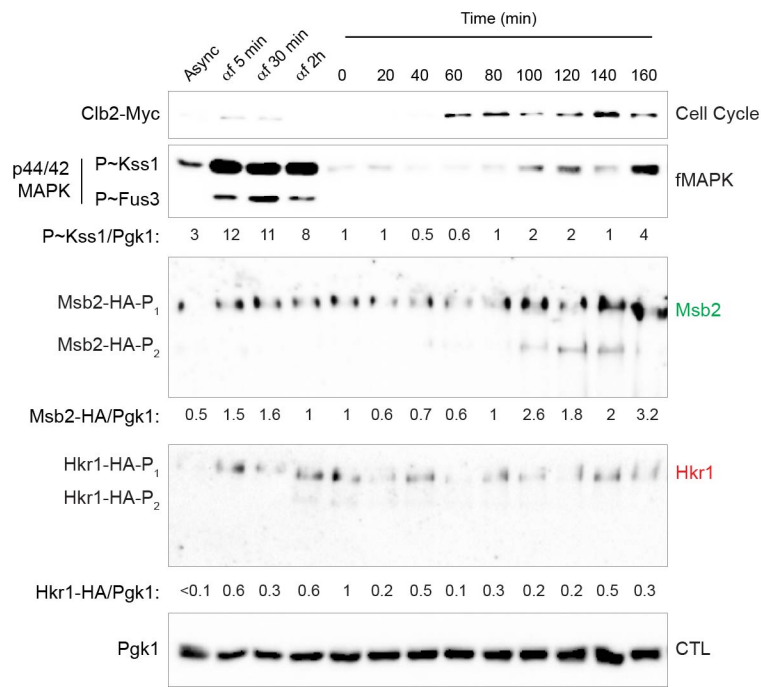 Time (min)
Async αf 5 min αf 30 min αf 2h 0 20 40 60 80 100 120 140 160
Clb2-Myc Cell Cycle
p44/42 MAPK P~Kss1 P~Fus3 fMAPK
P~Kss1/Pgk1: 3 12 11 8 1 1 0.5 0.6 1 2 2 1 4
Msb2-HA-P1 Msb2
Msb2-HA-P2
Msb2-HA/Pgk1: 0.5 1.5 1.6 1 1 0.6 0.7 0.6 1 2.6 1.8 2 3.2
Hkr1-HA-P1 Hkr1
Hkr1-HA-P2
Hkr1-HA/Pgk1: <0.1 0.6 0.3 0.6 1 0.2 0.5 0.1 0.3 0.2 0.2 0.5 0.3
Pgk1 CTL